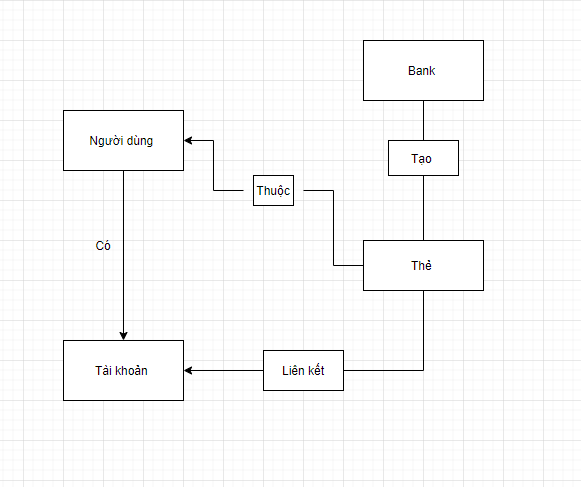 Bank
Người dùng
Tạo
Thuộc
Có
Thẻ
Tài khoản
Liên kết